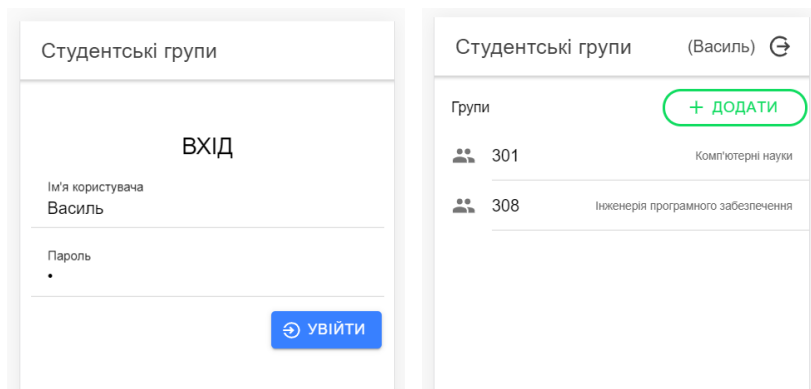 Студентські групи
ВХІД
Ім'я користувача
Василь
Пароль
•
УВІЙТИ
Студентські групи (Василь)
Групи + ДОДАТИ
301 Комп'ютерні науки
308 Інженерія програмного забезпечення